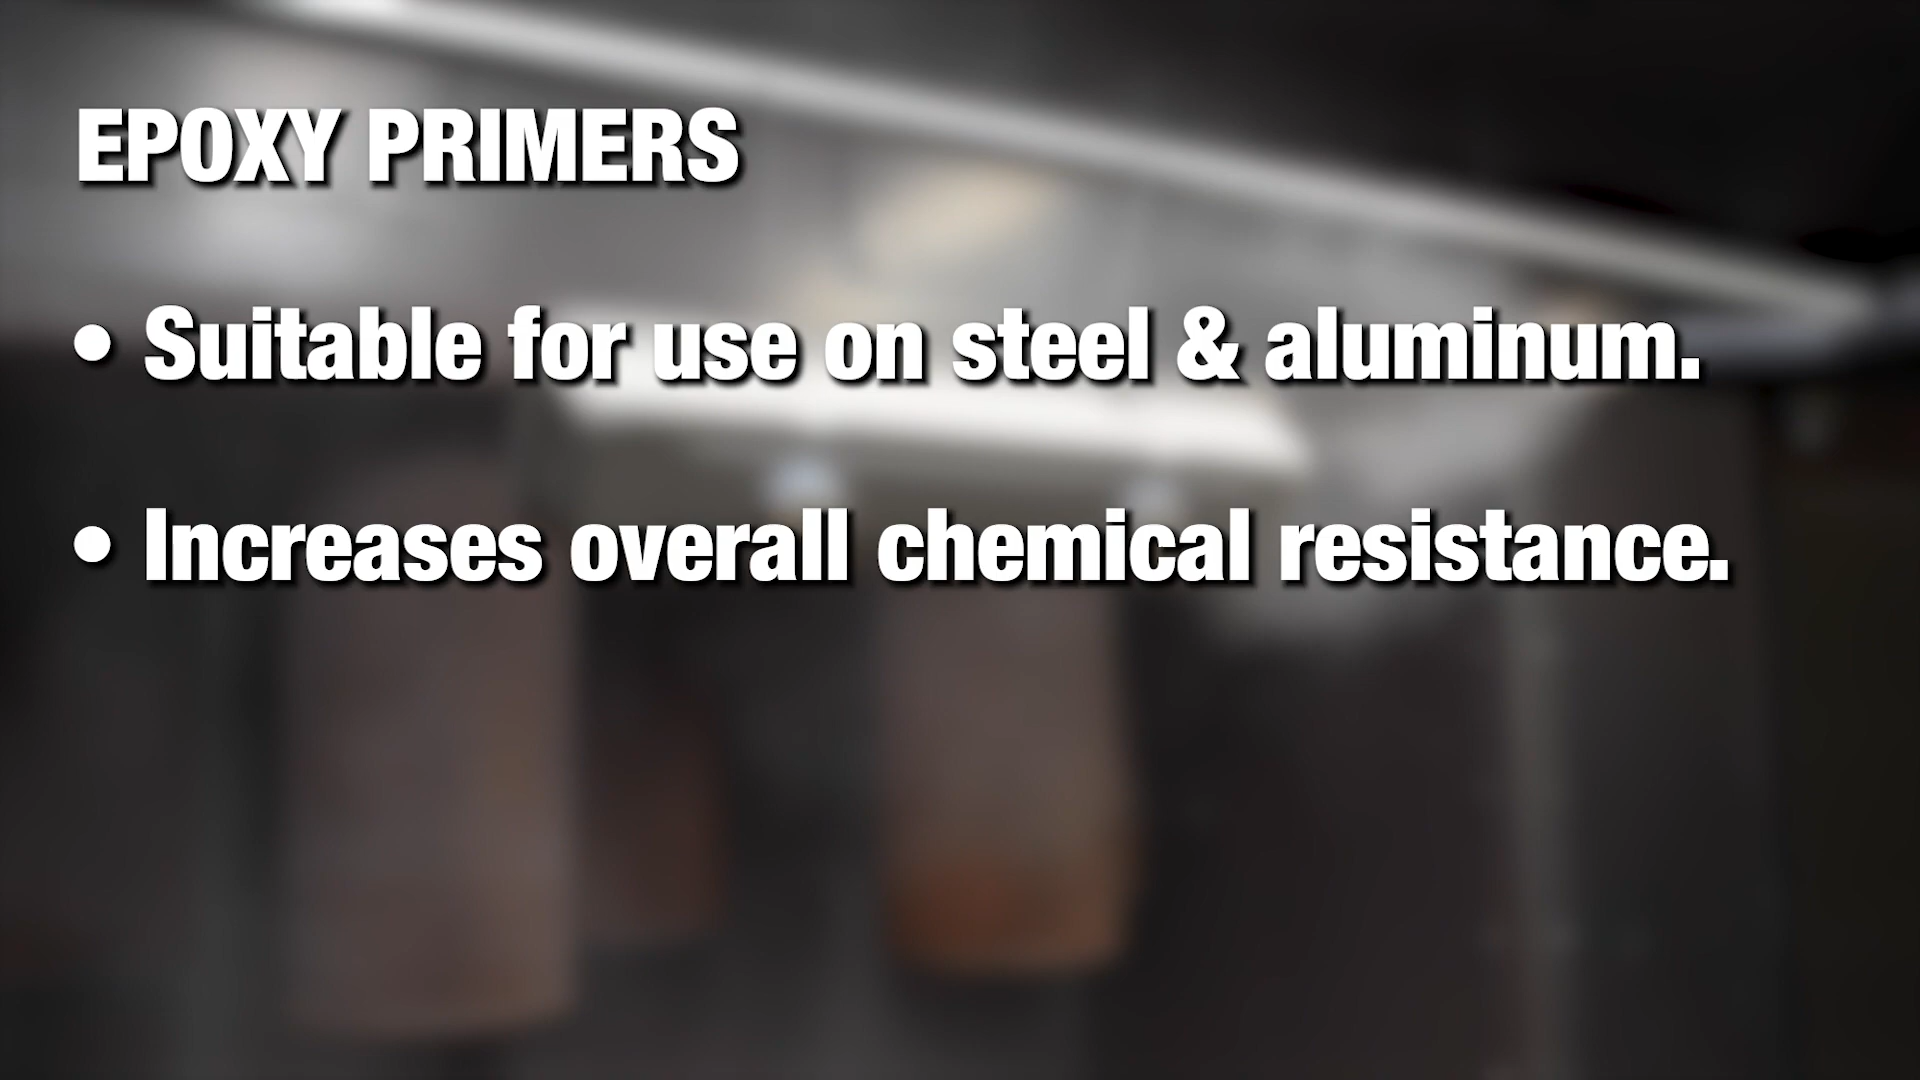 EPOXY PRIMERS
• Suitable for use on steel & aluminum.
• Increases overall chemical resistance.